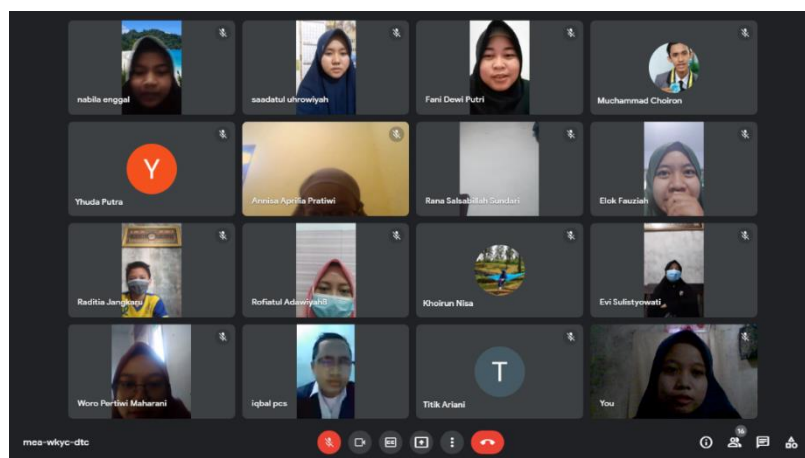 nabila enggal
saadatul uhrowiyah
Fani Dewi Putri
Muchammad Choiron
Y
Yhuda Putra
Annisa Aprilia Pratiwi
Rana Salsabillah Sundari
Elok Fauziah
Raditia Jangkaru
Rofiatul Adawiyah8
Khoirun Nisa
Evi Sulistyowati
Woro Pertiwi Maharani
iqbal pcs
T
Titik Ariani
You
mea-wkyc-dtc
16